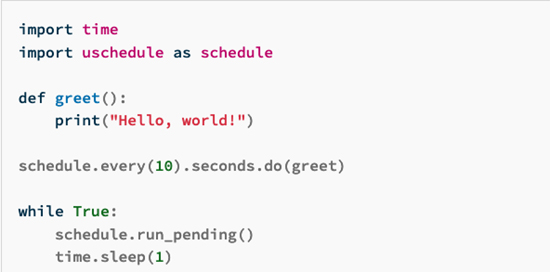 import time
import uschedule as schedule
def greet():
    print("Hello, world!")
schedule.every(10).seconds.do(greet)
while True:
    schedule.run_pending()
    time.sleep(1)